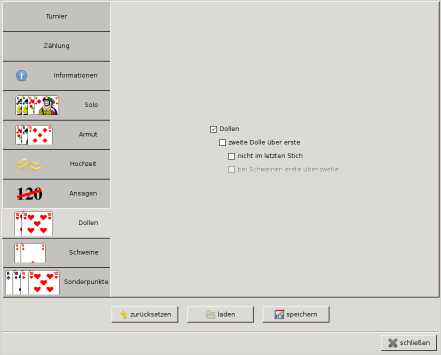 Turnier
Zählung
Informationen
Solo
Armut
Hochzeit
120
Ansagen
Dollen
Schweine
Sonderpunkte
Dollen
zweite Dolle über erste
nicht im letzten Stich
bei Schweinen erste über zweite
zurücksetzen
laden
speichern
schließen